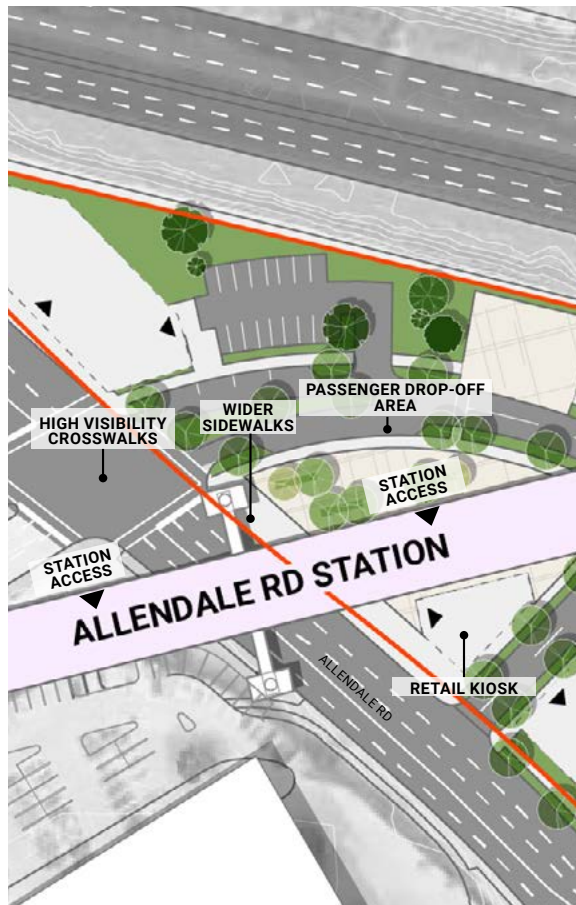 PASSENGER DROP-OFF
AREA
WIDER
SIDEWALKS
HIGH VISIBILITY
CROSSWALKS
STATION
ACCESS
STATION
ACCESS
ALLENDALE RD STATION
ALLENDALE RD
RETAIL KIOSK